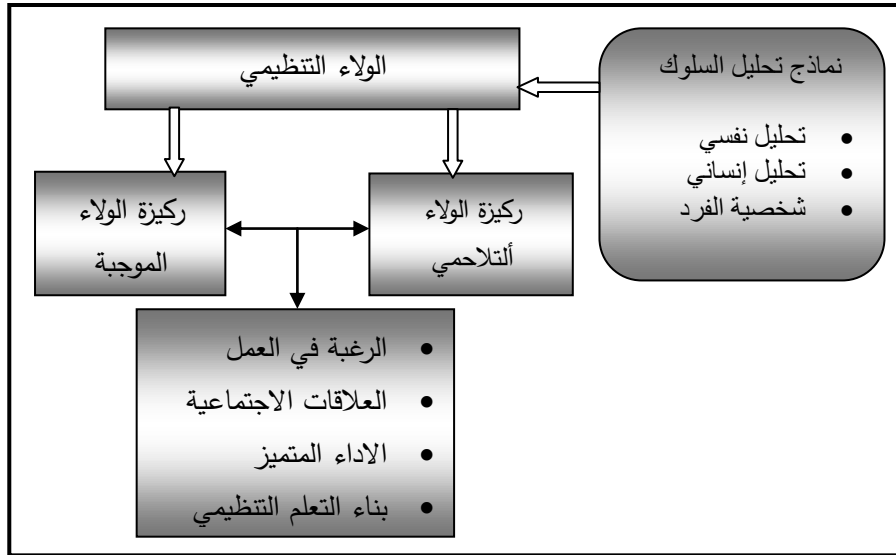 نماذج تحليل السلوك
• تحليل نفسي
• تحليل إنساني
• شخصية الفرد
الولاء التنظيمي
ركيزة الولاء
ألتلاحمي
ركيزة الولاء
الموجبة
• الرغبة في العمل
• العلاقات الاجتماعية
• الاداء المتميز
• بناء التعلم التنظيمي